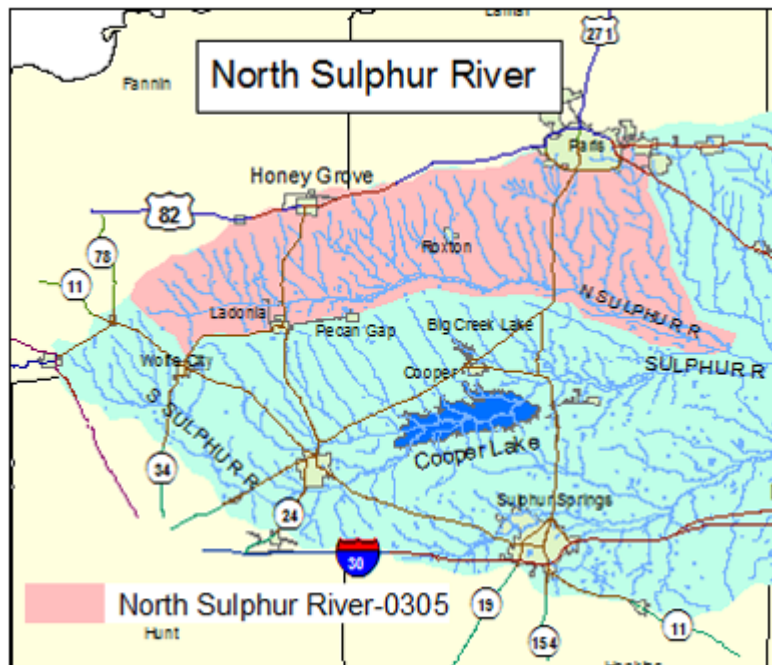 Lamar
271
North Sulphur River
Fannin
Paris
Honey Grove
82
Roxton
78
11
Ladonia
N SULPHUR R
Pecan Gap
Big Creek Lake
Wolfe City
SULPHUR R
Cooper
S SULPHUR R
Cooper Lake
34
Sulphur Springs
24
30
North Sulphur River-0305
19
154
11
Hunt